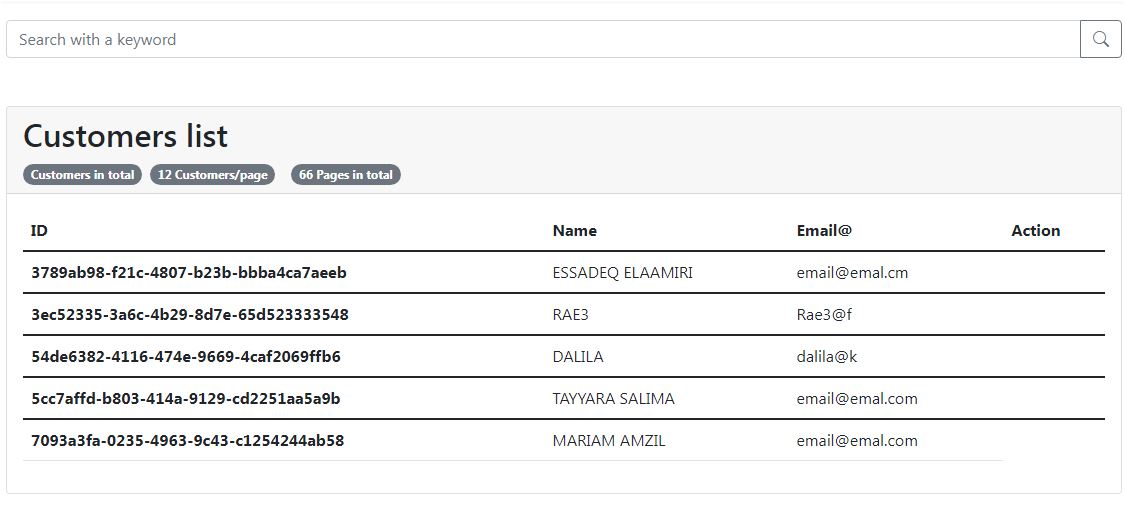 Search with a keyword
Customers list
Customers in total 12 Customers/page 66 Pages in total
ID Name Email@ Action
3789ab98-f21c-4807-b23b-bbba4ca7aeeb ESSADEQ ELAAMIRI email@emal.cm
3ec52335-3a6c-4b29-8d7e-65d523333548 RAE3 Rae3@f
54de6382-4116-474e-9669-4caf2069ffb6 DALILA dalila@k
5cc7affd-b803-414a-9129-cd2251aa5a9b TAYYARA SALIMA email@emal.com
7093a3fa-0235-4963-9c43-c1254244ab58 MARIAM AMZIL email@emal.com